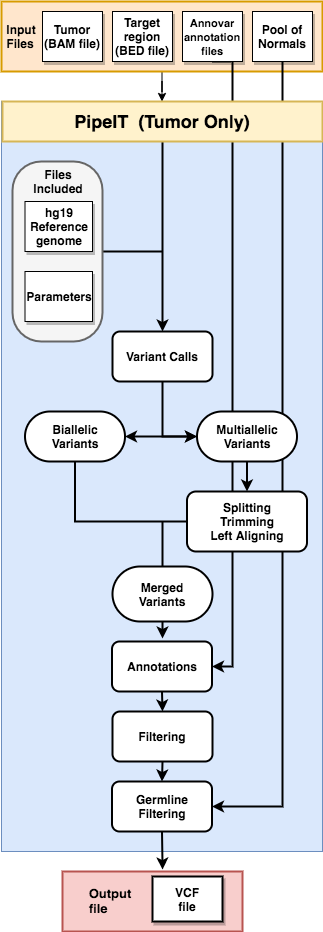 Input
Files
Tumor
(BAM file)
Target
region
(BED file)
Annovar
annotation
files
Pool of
Normals
PipeIT (Tumor Only)
Files
Included
hg19
Reference
genome
Parameters
Variant Calls
Biallelic
Variants
Multiallelic
Variants
Splitting
Trimming
Left Aligning
Merged
Variants
Annotations
Filtering
Germline
Filtering
Output
file
VCF
file